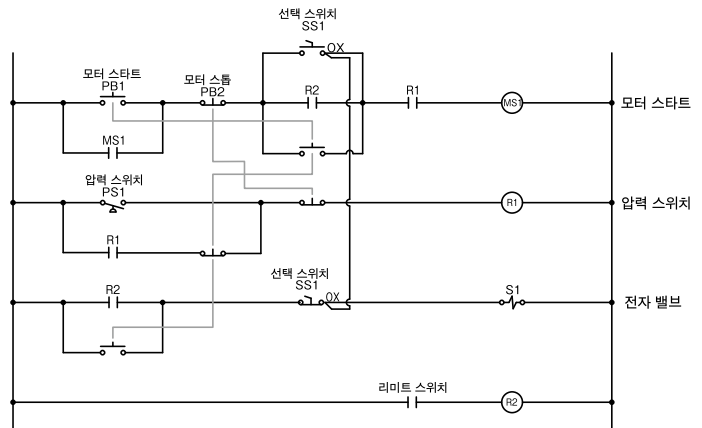 선택 스위치
SS1
OX
모터 스타트
PB1
모터 스톱
PB2
R2
R1
MS1
모터 스타트
MS1
압력 스위치
PS1
R1
압력 스위치
R1
선택 스위치
SS1
OX
R2
S1
전자 밸브
리미트 스위치
R2